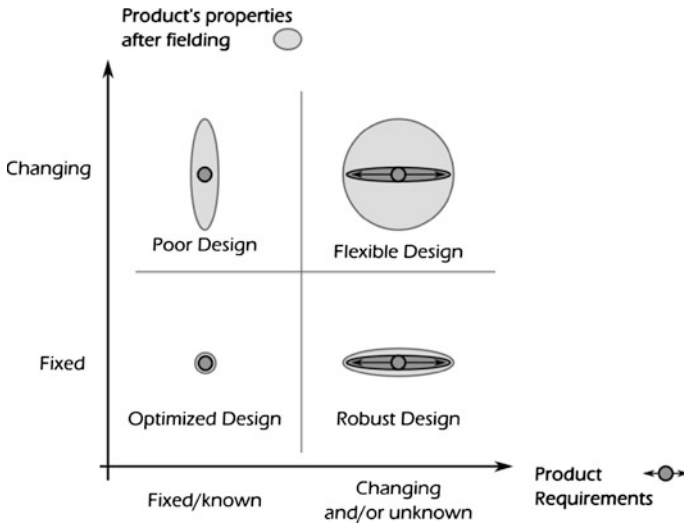 Product's properties
after fielding
Changing
Poor Design
Flexible Design
Fixed
Optimized Design
Robust Design
Fixed/known
Changing
and/or unknown
Product
Requirements